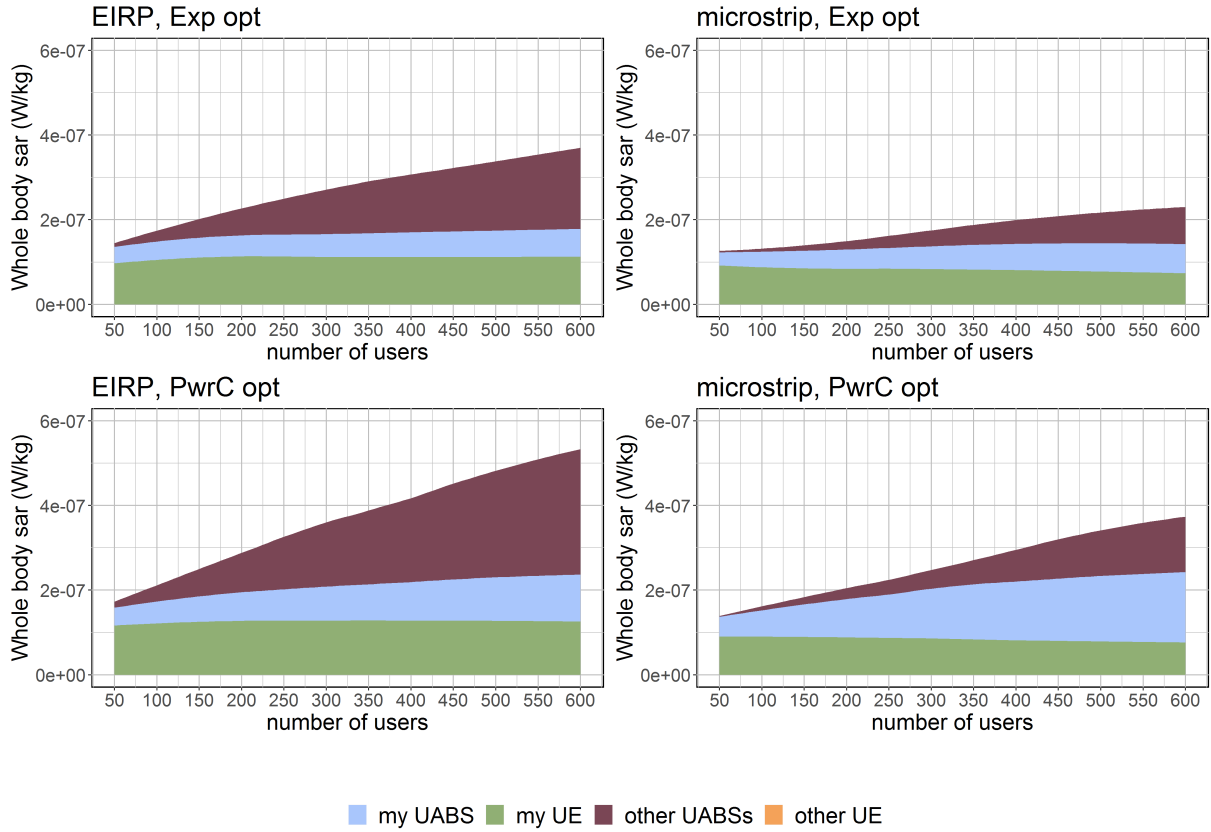 EIRP, Exp opt
Whole body sar (W/kg)
6e-07
4e-07
2e-07
0e+00
50 100 150 200 250 300 350 400 450 500 550 600
number of users
microstrip, Exp opt
Whole body sar (W/kg)
6e-07
4e-07
2e-07
0e+00
50 100 150 200 250 300 350 400 450 500 550 600
number of users
EIRP, PwrC opt
Whole body sar (W/kg)
6e-07
4e-07
2e-07
0e+00
50 100 150 200 250 300 350 400 450 500 550 600
number of users
microstrip, PwrC opt
Whole body sar (W/kg)
6e-07
4e-07
2e-07
0e+00
50 100 150 200 250 300 350 400 450 500 550 600
number of users
my UABS my UE other UABSs other UE